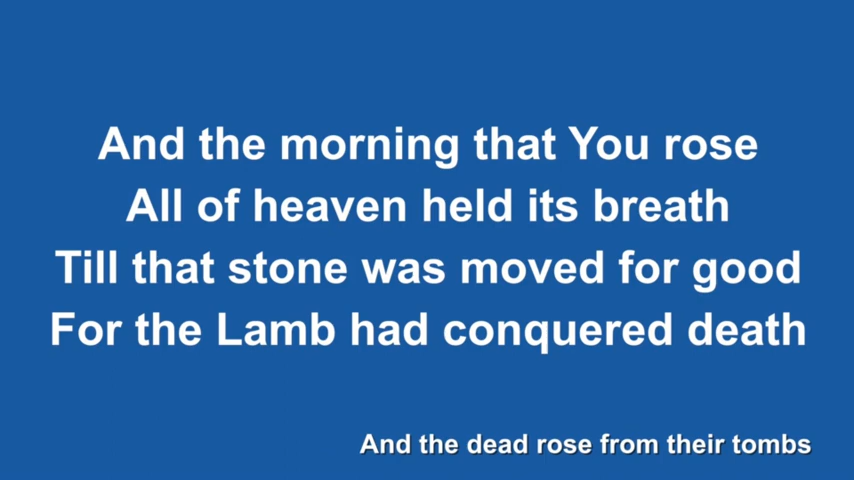 And the morning that You rose
All of heaven held its breath
Till that stone was moved for good
For the Lamb had conquered death
And the dead rose from their tombs